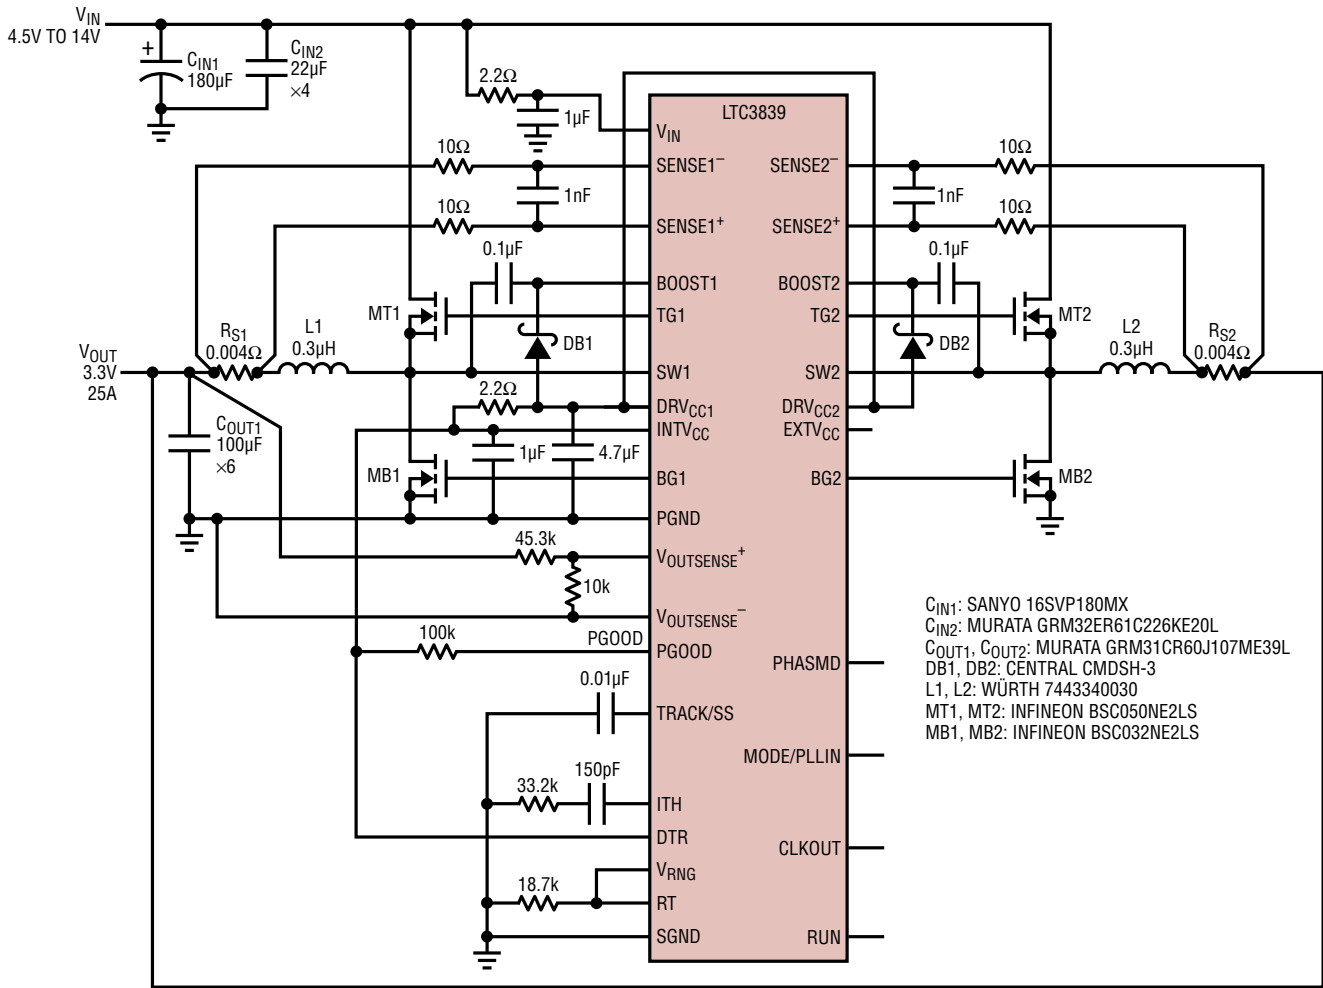 V_IN
4.5V TO 14V
+
C_IN1
180µF
C_IN2
22µF
×4
2.2Ω
1µF
LTC3839
V_IN
10Ω
SENSE1⁻
SENSE2⁻
10Ω
1nF
1nF
10Ω
SENSE1⁺
SENSE2⁺
10Ω
0.1µF
0.1µF
BOOST1
BOOST2
MT1
TG1
TG2
MT2
DB1
DB2
R_S1
0.004Ω
L1
0.3µH
L2
0.3µH
R_S2
0.004Ω
V_OUT
3.3V
25A
SW1
SW2
2.2Ω
DRV_CC1
DRV_CC2
INTV_CC
EXTV_CC
C_OUT1
100µF
×6
1µF
4.7µF
MB1
BG1
BG2
MB2
PGND
45.3k
V_OUTSENSE⁺
10k
V_OUTSENSE⁻
100k
PGOOD
PGOOD
PHASMD
0.01µF
TRACK/SS
MODE/PLLIN
150pF
33.2k
ITH
DTR
CLKOUT
V_RNG
18.7k
RT
SGND
RUN
C_IN1: SANYO 16SVP180MX
C_IN2: MURATA GRM32ER61C226KE20L
C_OUT1, C_OUT2: MURATA GRM31CR60J107ME39L
DB1, DB2: CENTRAL CMDSH-3
L1, L2: WÜRTH 7443340030
MT1, MT2: INFINEON BSC050NE2LS
MB1, MB2: INFINEON BSC032NE2LS